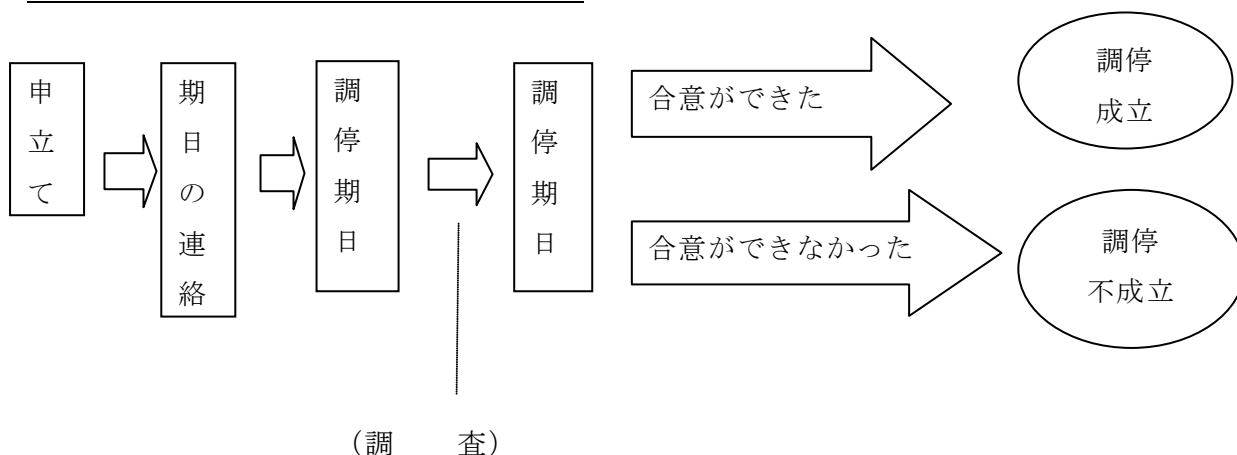 申立て
期日の連絡
調停期日
調停期日
合意ができた
調停
成立
合意ができなかった
調停
不成立
（調　　査）